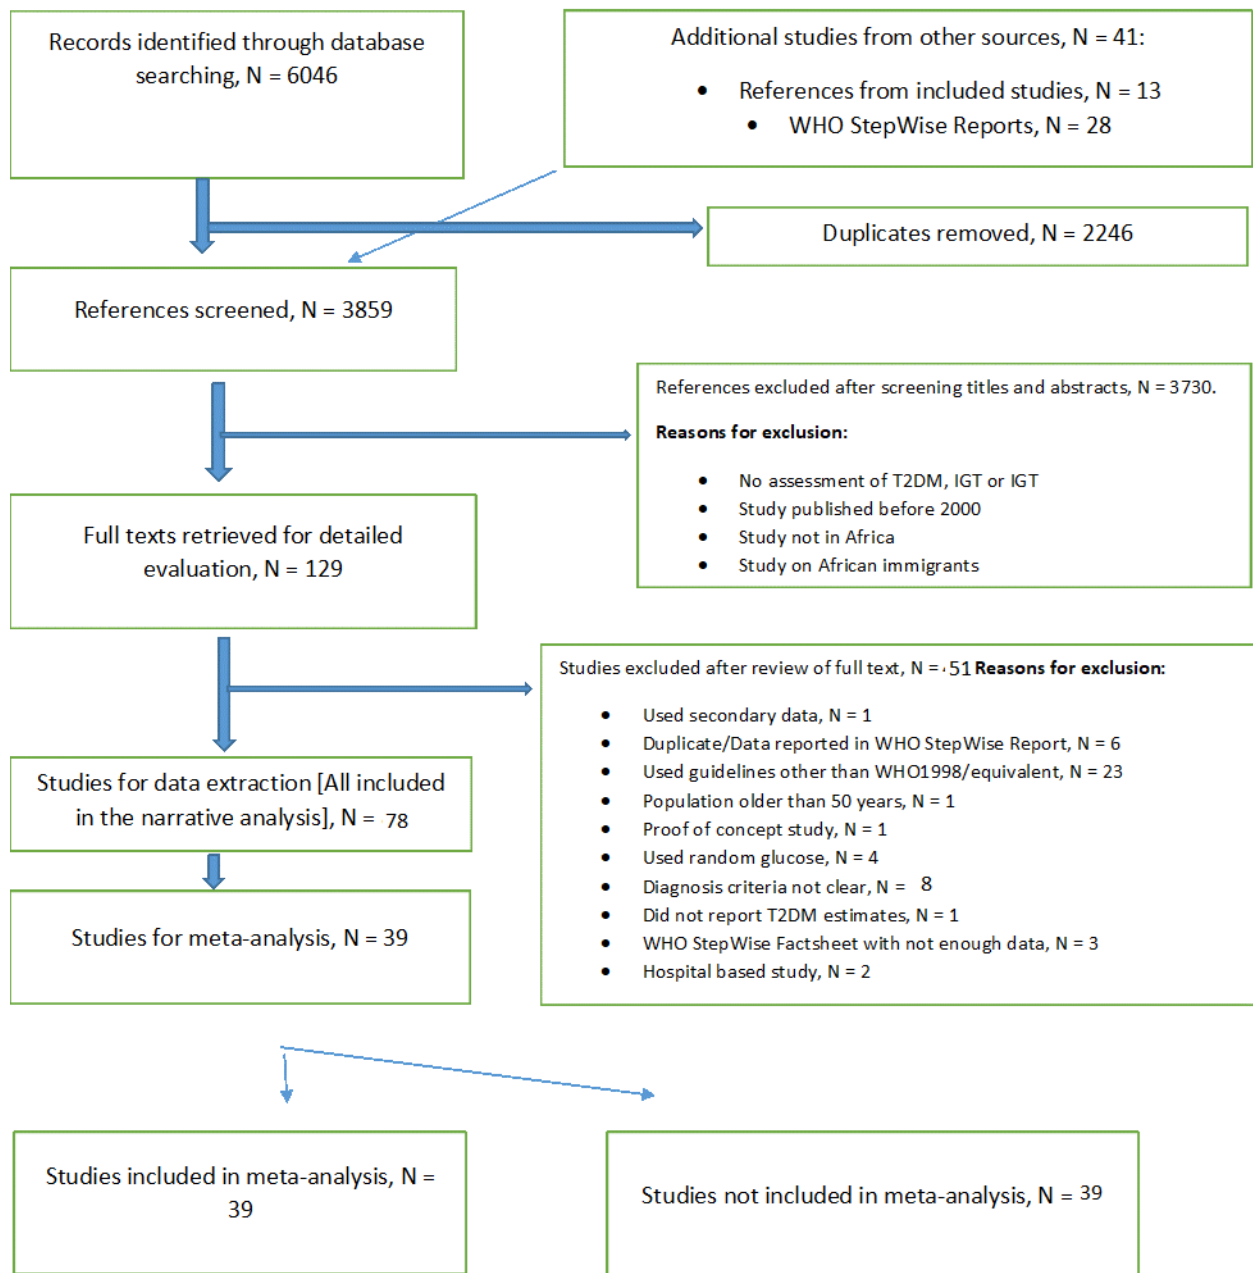 Records identified through database
searching, N = 6046
Additional studies from other sources, N = 41:
• References from included studies, N = 13
• WHO StepWise Reports, N = 28
Duplicates removed, N = 2246
References screened, N = 3859
References excluded after screening titles and abstracts, N = 3730.
Reasons for exclusion:
• No assessment of T2DM, IGT or IGT
• Study published before 2000
• Study not in Africa
• Study on African immigrants
Full texts retrieved for detailed
evaluation, N = 129
Studies excluded after review of full text, N = 51 Reasons for exclusion:
• Used secondary data, N = 1
• Duplicate/Data reported in WHO StepWise Report, N = 6
• Used guidelines other than WHO1998/equivalent, N = 23
• Population older than 50 years, N = 1
• Proof of concept study, N = 1
• Used random glucose, N = 4
• Diagnosis criteria not clear, N = 8
• Did not report T2DM estimates, N = 1
• WHO StepWise Factsheet with not enough data, N = 3
• Hospital based study, N = 2
Studies for data extraction [All included
in the narrative analysis], N = 78
Studies for meta-analysis, N = 39
Studies included in meta-analysis, N =
39
Studies not included in meta-analysis, N = 39